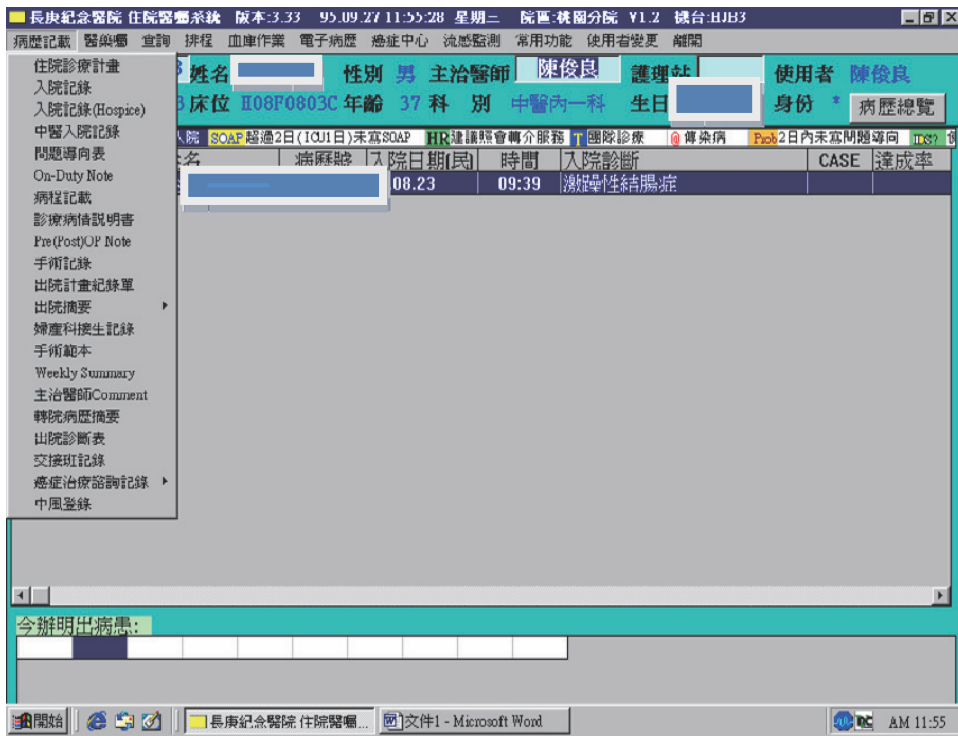 長庚紀念醫院 住院醫囑系統 版本:3.33 95.09.27 11:55:28 星期三 院區:桃園分院 V1.2 機台:HJB3
病歷記載 醫藥囑 查詢 排程 血庫作業 電子病歷 癌症中心 流感監測 常用功能 使用者變更 離開
姓名 性別 男 主治醫師 陳俊良 護理站 使用者 陳俊良
床位 H08F0803C 年齡 37 科 別 中醫內一科 生日 身份 * 病歷總覽
入院 SOAP 超過2日(ICU1日)未寫SOAP HR 建議照會轉介服務 T 團隊診療 @ 傳染病 Prob 2日內未寫問題導向 IDS?
名 病歷號 入院日期(民) 時間 入院診斷 CASE 達成率
08.23 09:39 激躁性結腸症
住院診療計畫
入院記錄
入院記錄(Hospice)
中醫入院記錄
問題導向表
On-Duty Note
病程記載
診療病情說明書
Pre(Post)OP Note
手術記錄
出院計畫紀錄單
出院摘要
婦產科接生記錄
手術範本
Weekly Summary
主治醫師Comment
轉院病歷摘要
出院診斷表
交接班記錄
癌症治療諮詢記錄
中風登錄
今辦明出病患:
開始 長庚紀念醫院 住院醫囑... 文件1 - Microsoft Word AM 11:55